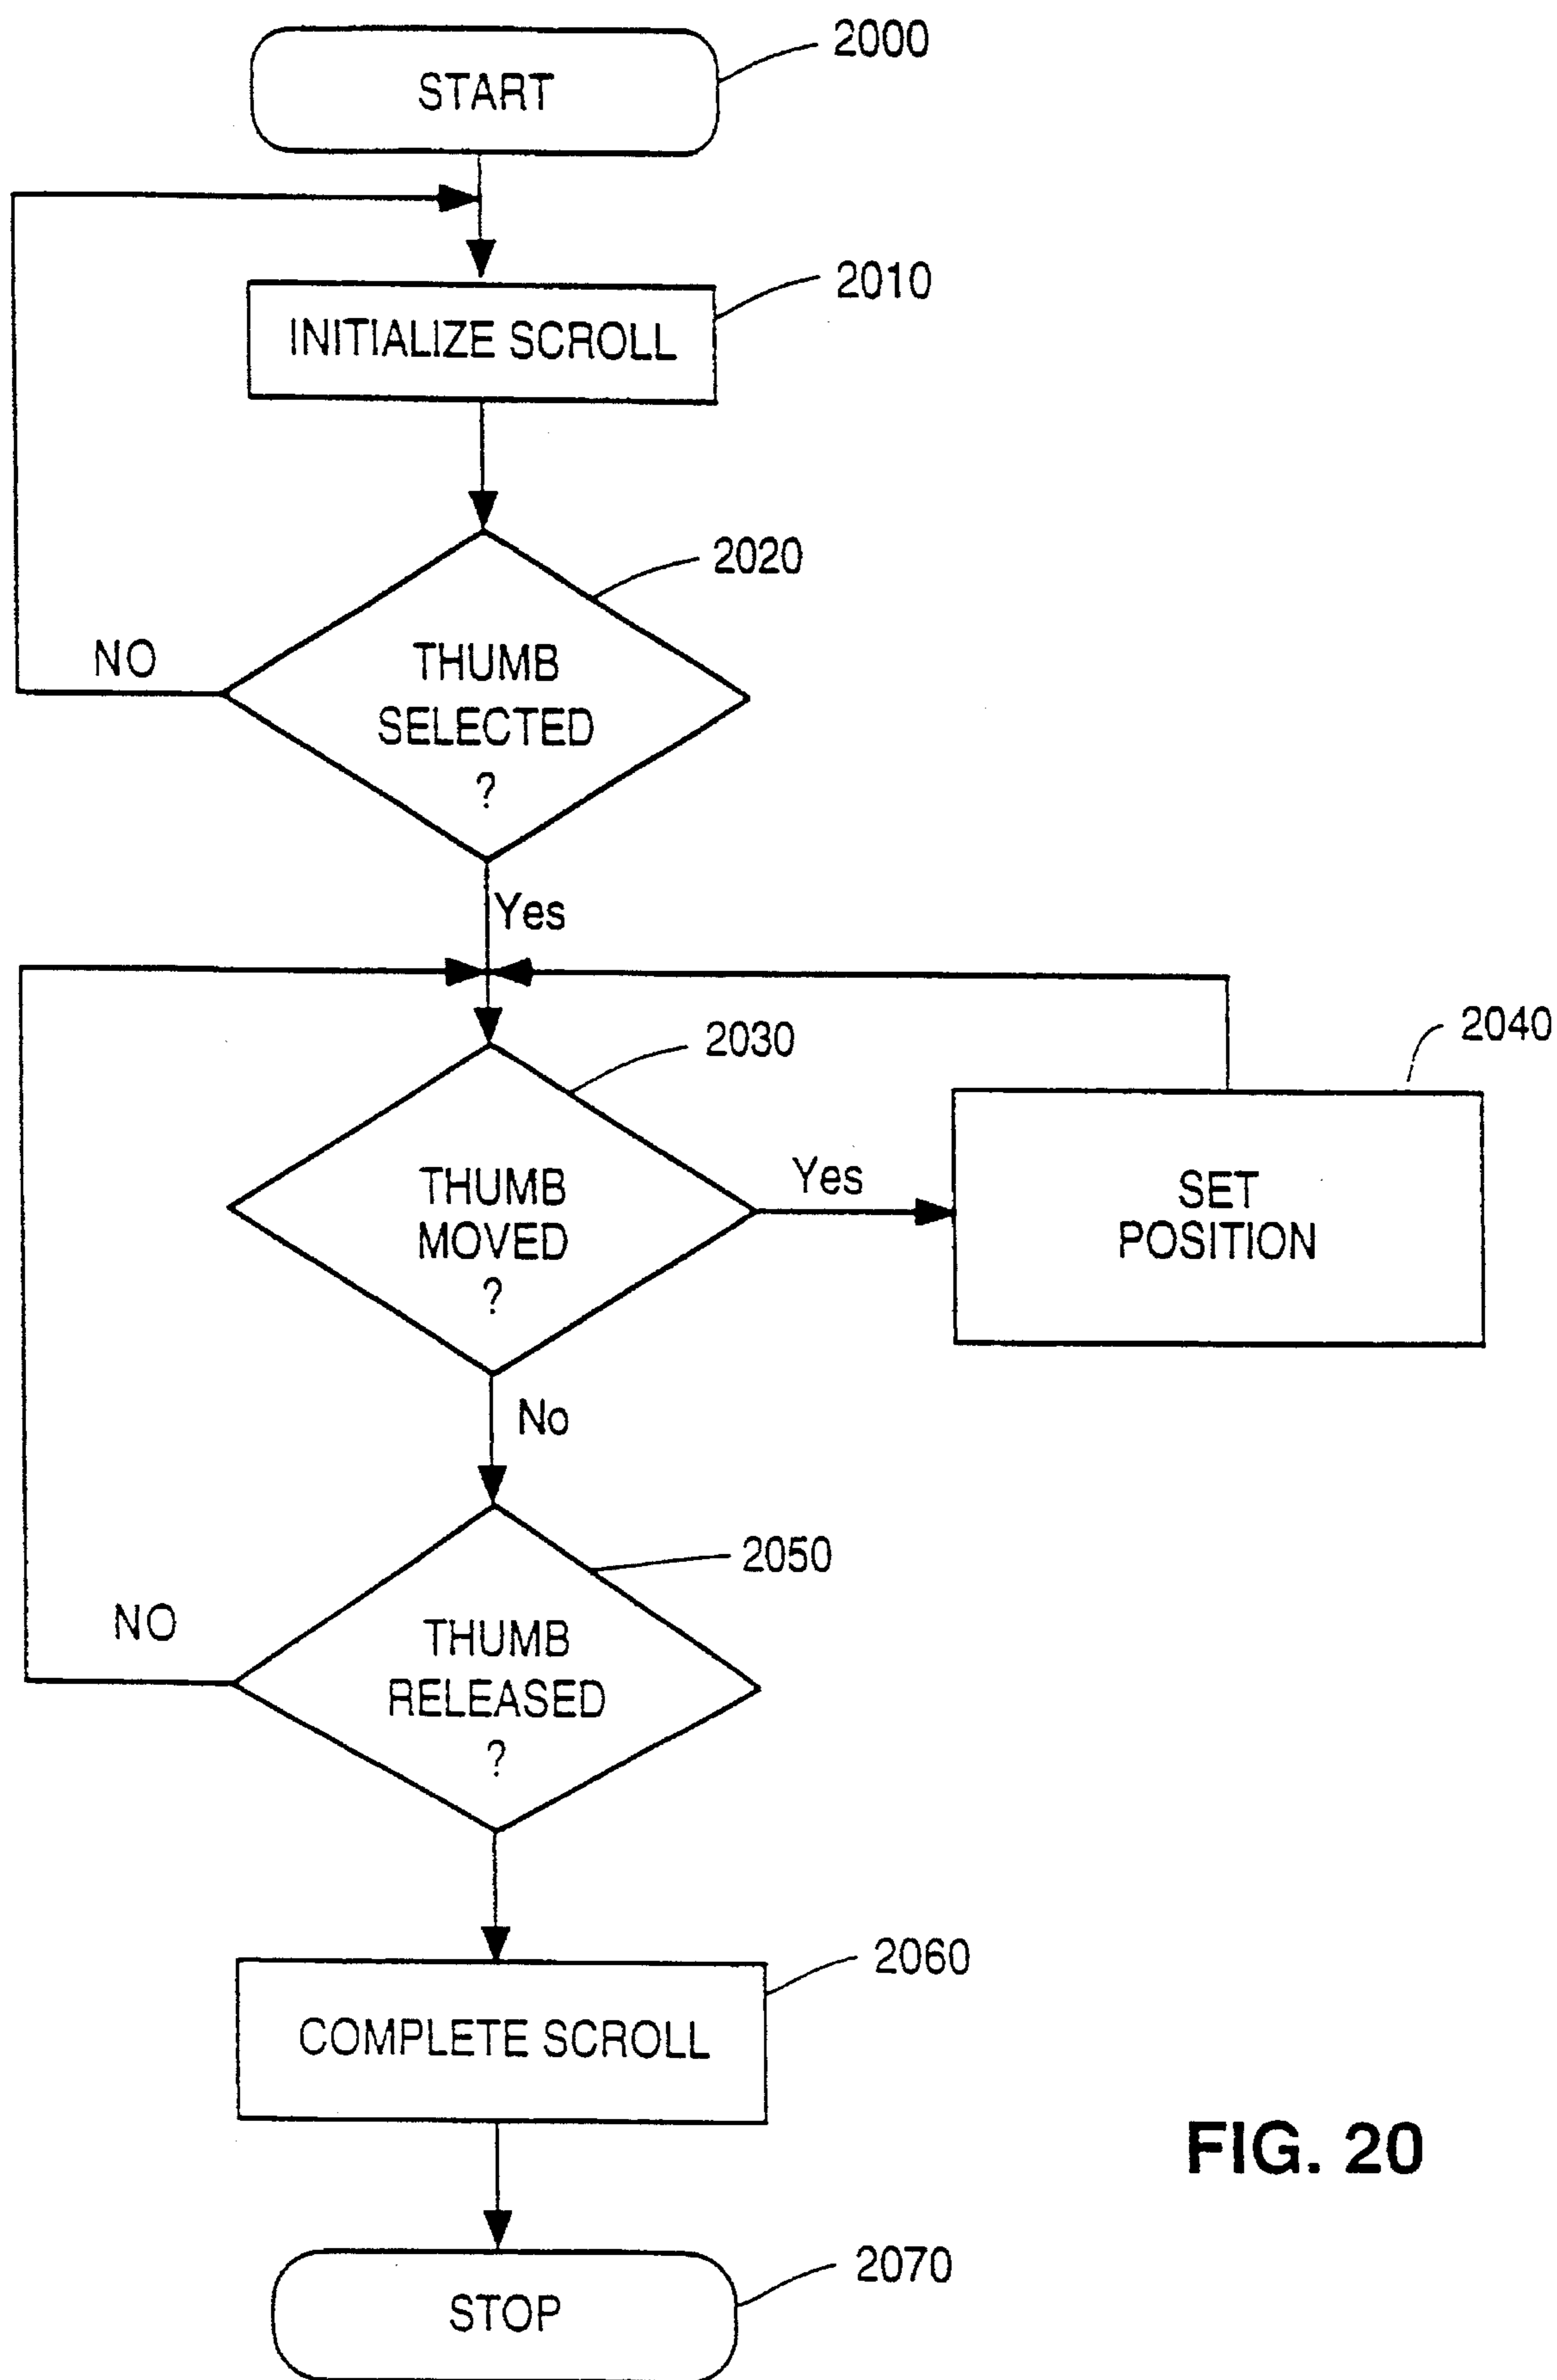 2000
START
2010
INITIALIZE SCROLL
2020
NO
THUMB
SELECTED
?
Yes
2030
2040
THUMB
MOVED
?
Yes
SET
POSITION
No
2050
NO
THUMB
RELEASED
?
2060
COMPLETE SCROLL
FIG. 20
2070
STOP